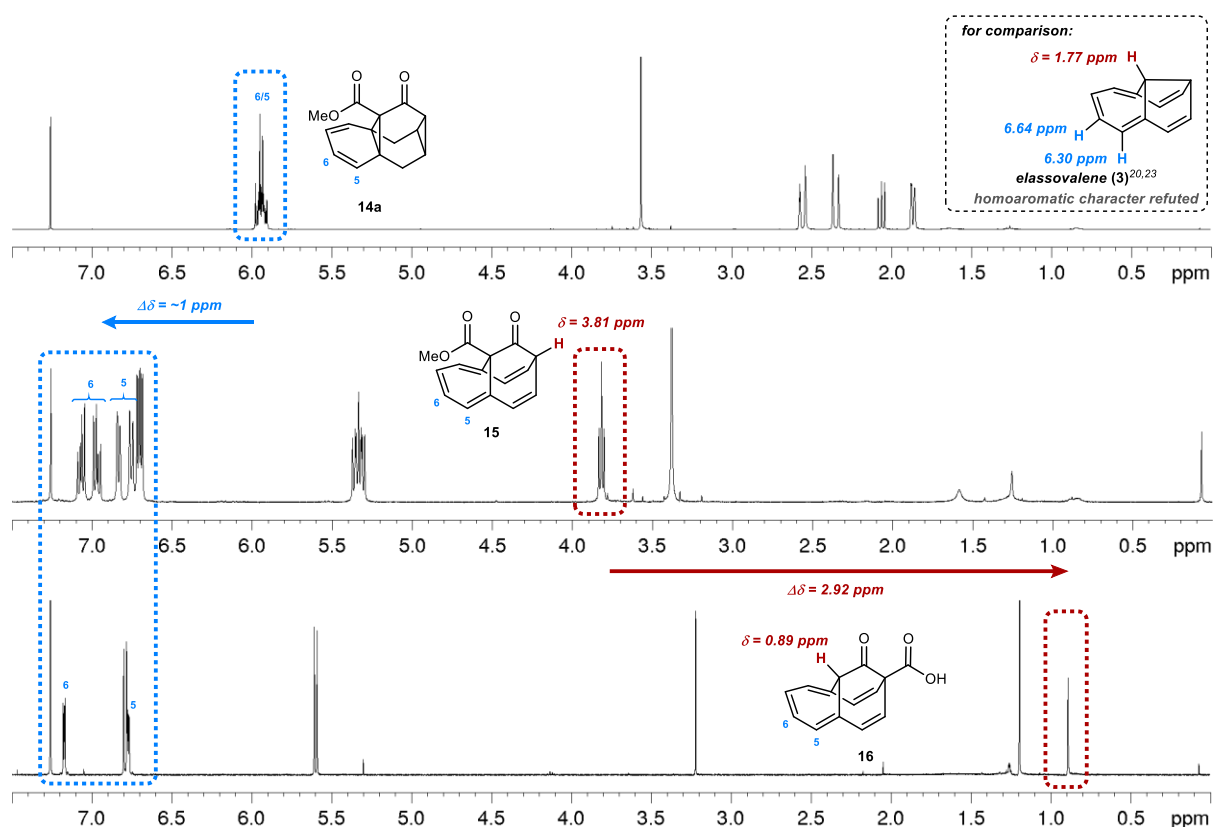 for comparison:
δ = 1.77 ppm
H
6.64 ppm
H
6.30 ppm H
elassovalene (3)20,23
homoaromatic character refuted
6/5
O
O
MeO
6
5
14a
7.0 6.5 6.0 5.5 5.0 4.5 4.0 3.5 3.0 2.5 2.0 1.5 1.0 0.5 ppm
Δδ = ~1 ppm
O
O
δ = 3.81 ppm
H
MeO
6
5
6
5
15
7.0 6.5 6.0 5.5 5.0 4.5 4.0 3.5 3.0 2.5 2.0 1.5 1.0 0.5 ppm
Δδ = 2.92 ppm
δ = 0.89 ppm
O
O
H
OH
6
5
6
5
16
7.0 6.5 6.0 5.5 5.0 4.5 4.0 3.5 3.0 2.5 2.0 1.5 1.0 0.5 ppm